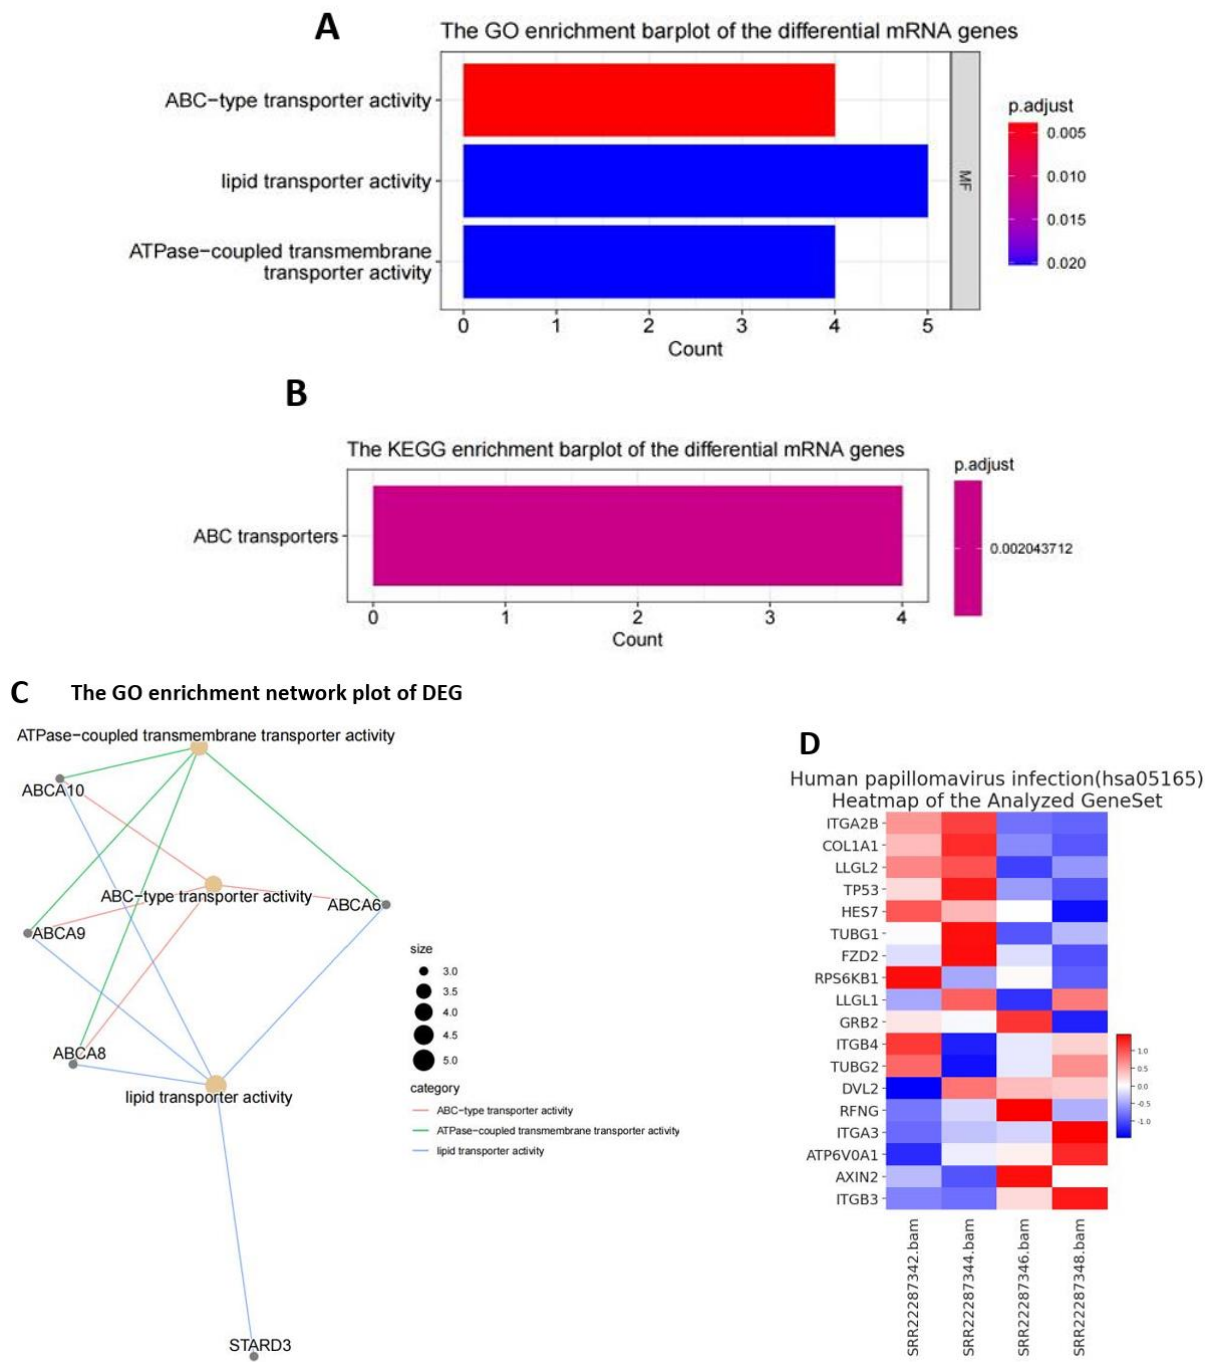 A
The GO enrichment barplot of the differential mRNA genes
ABC−type transporter activity
lipid transporter activity
ATPase−coupled transmembrane
transporter activity
MF
p.adjust
0.005
0.010
0.015
0.020
0 1 2 3 4 5
Count
B
The KEGG enrichment barplot of the differential mRNA genes
ABC transporters
p.adjust
0.002043712
0 1 2 3 4
Count
C The GO enrichment network plot of DEG
ATPase−coupled transmembrane transporter activity
ABCA10
ABC−type transporter activity
ABCA6
ABCA9
ABCA8
lipid transporter activity
STARD3
size
3.0
3.5
4.0
4.5
5.0
category
ABC−type transporter activity
ATPase−coupled transmembrane transporter activity
lipid transporter activity
D
Human papillomavirus infection(hsa05165)
Heatmap of the Analyzed GeneSet
ITGA2B
COL1A1
LLGL2
TP53
HES7
TUBG1
FZD2
RPS6KB1
LLGL1
GRB2
ITGB4
TUBG2
DVL2
RFNG
ITGA3
ATP6V0A1
AXIN2
ITGB3
1.0
0.5
0.0
-0.5
-1.0
SRR22287342.bam
SRR22287344.bam
SRR22287346.bam
SRR22287348.bam